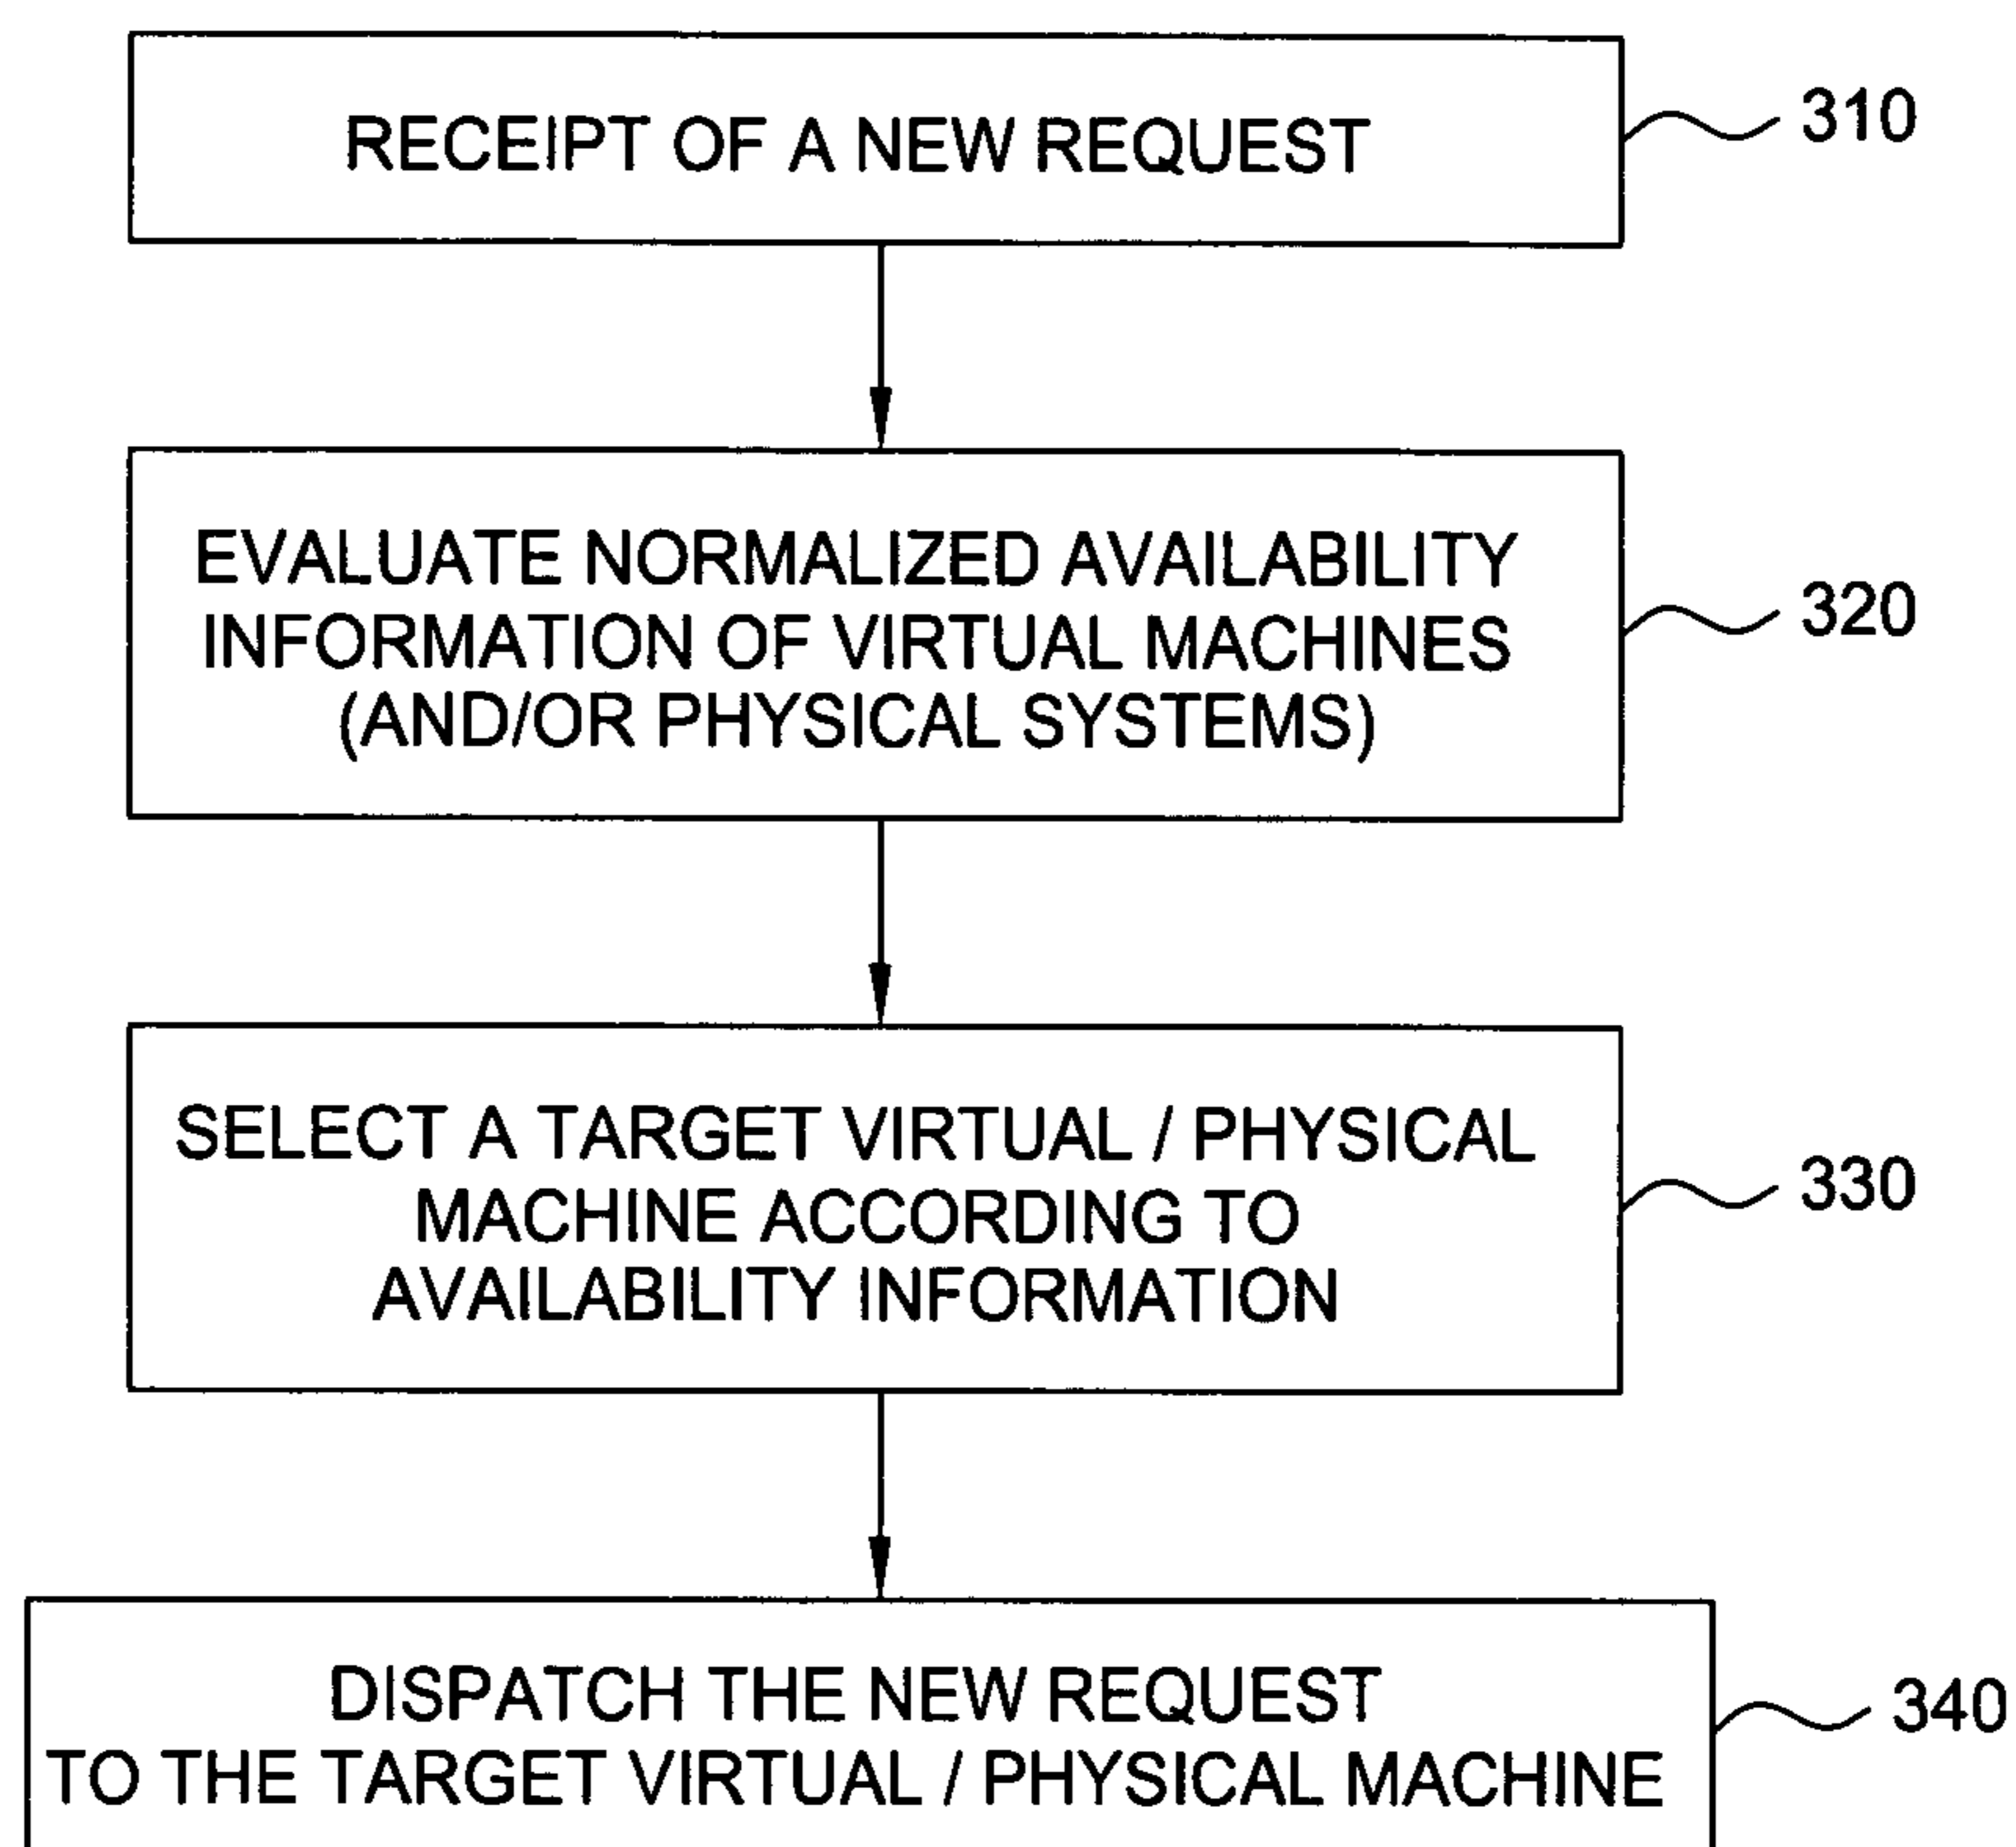 RECEIPT OF A NEW REQUEST
310
EVALUATE NORMALIZED AVAILABILITY
INFORMATION OF VIRTUAL MACHINES
(AND/OR PHYSICAL SYSTEMS)
320
SELECT A TARGET VIRTUAL / PHYSICAL
MACHINE ACCORDING TO
AVAILABILITY INFORMATION
330
DISPATCH THE NEW REQUEST
TO THE TARGET VIRTUAL / PHYSICAL MACHINE
340